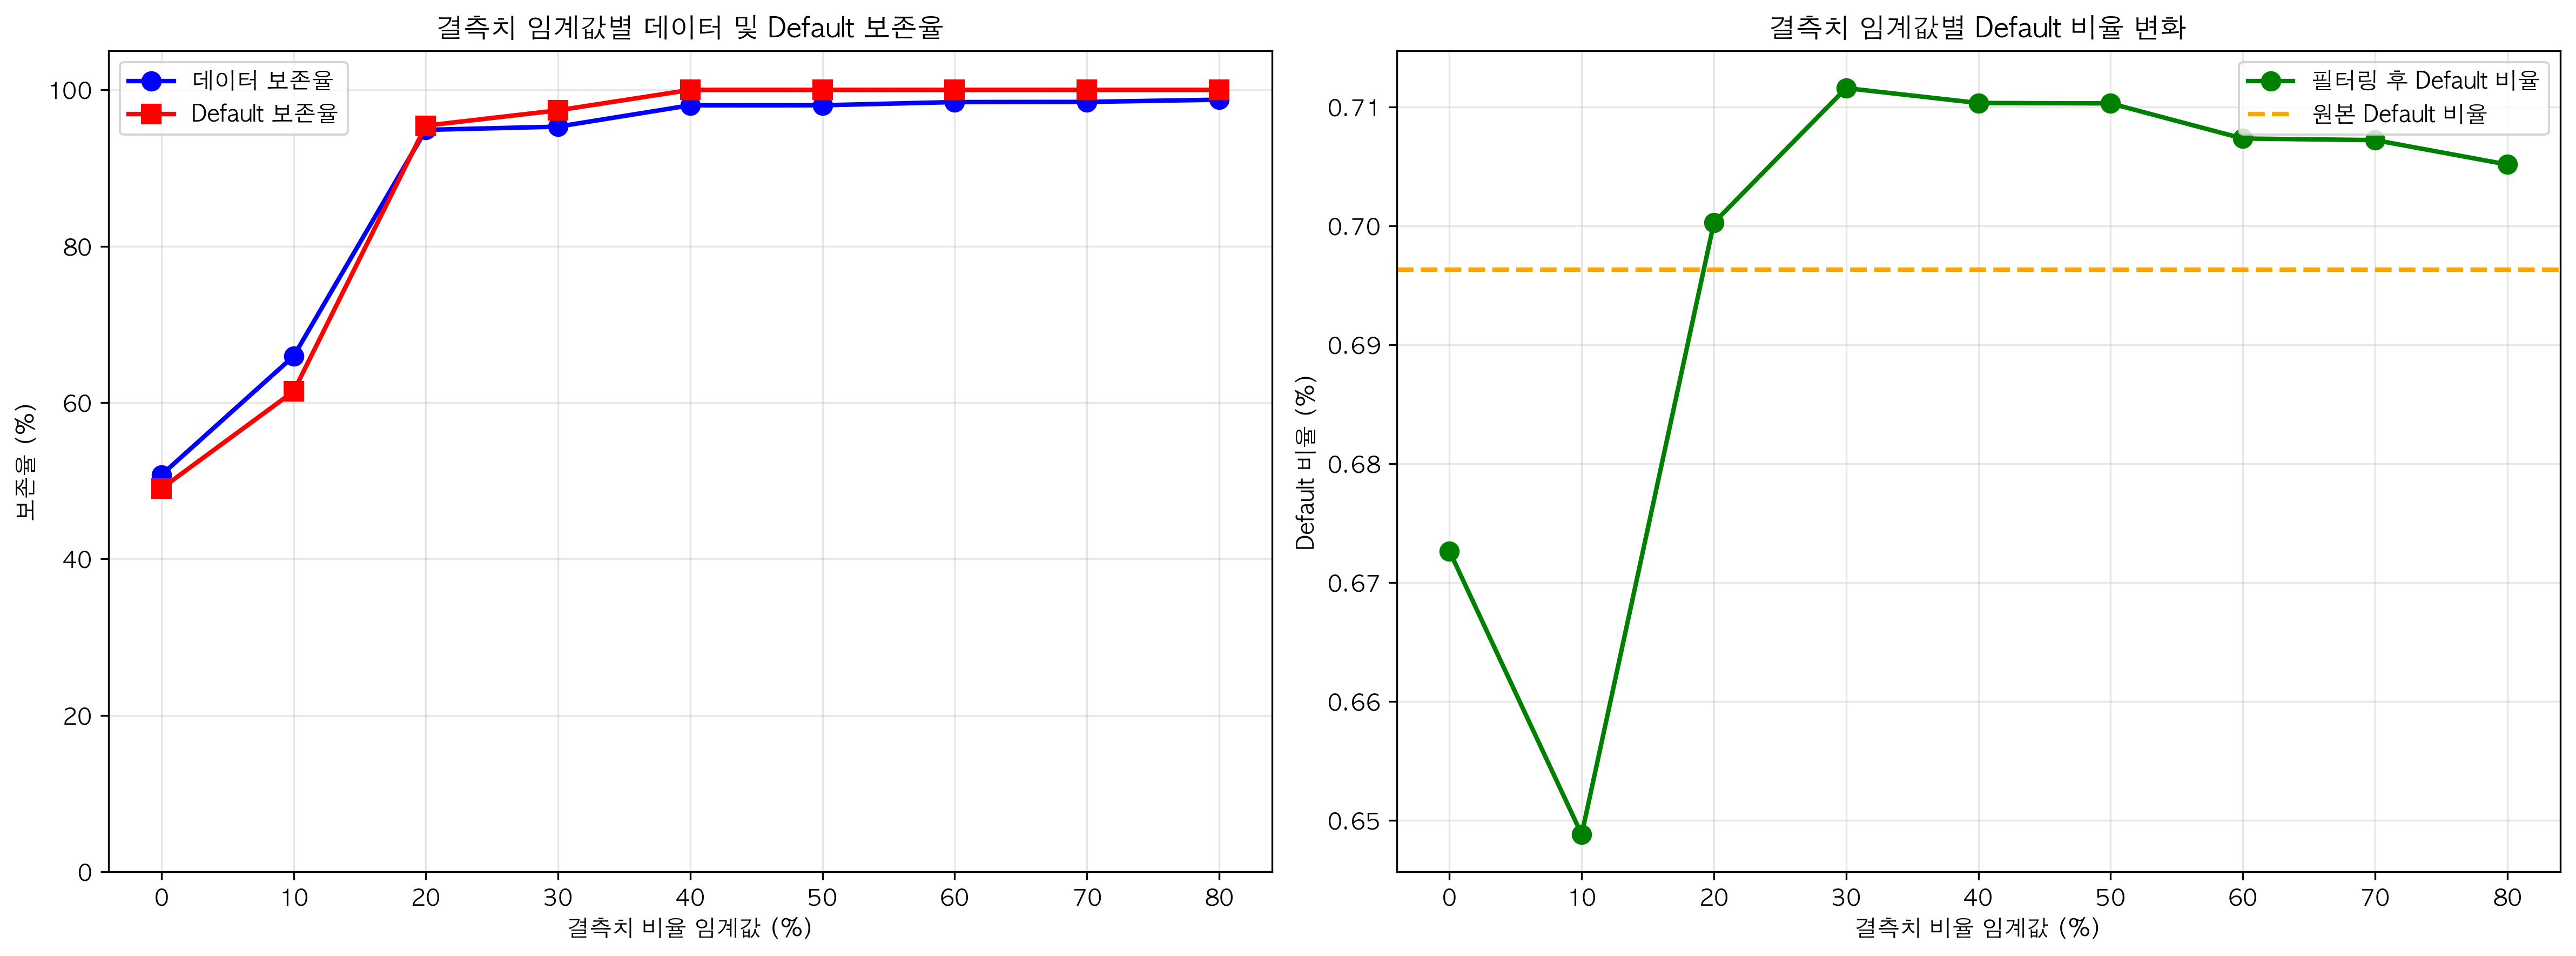 결측치 임계값별 데이터 및 Default 보존율
데이터 보존율
Default 보존율
보존율 (%)
100
80
60
40
20
0
0 10 20 30 40 50 60 70 80
결측치 비율 임계값 (%)
결측치 임계값별 Default 비율 변화
필터링 후 Default 비율
원본 Default 비율
Default 비율 (%)
0.71
0.70
0.69
0.68
0.67
0.66
0.65
0 10 20 30 40 50 60 70 80
결측치 비율 임계값 (%)